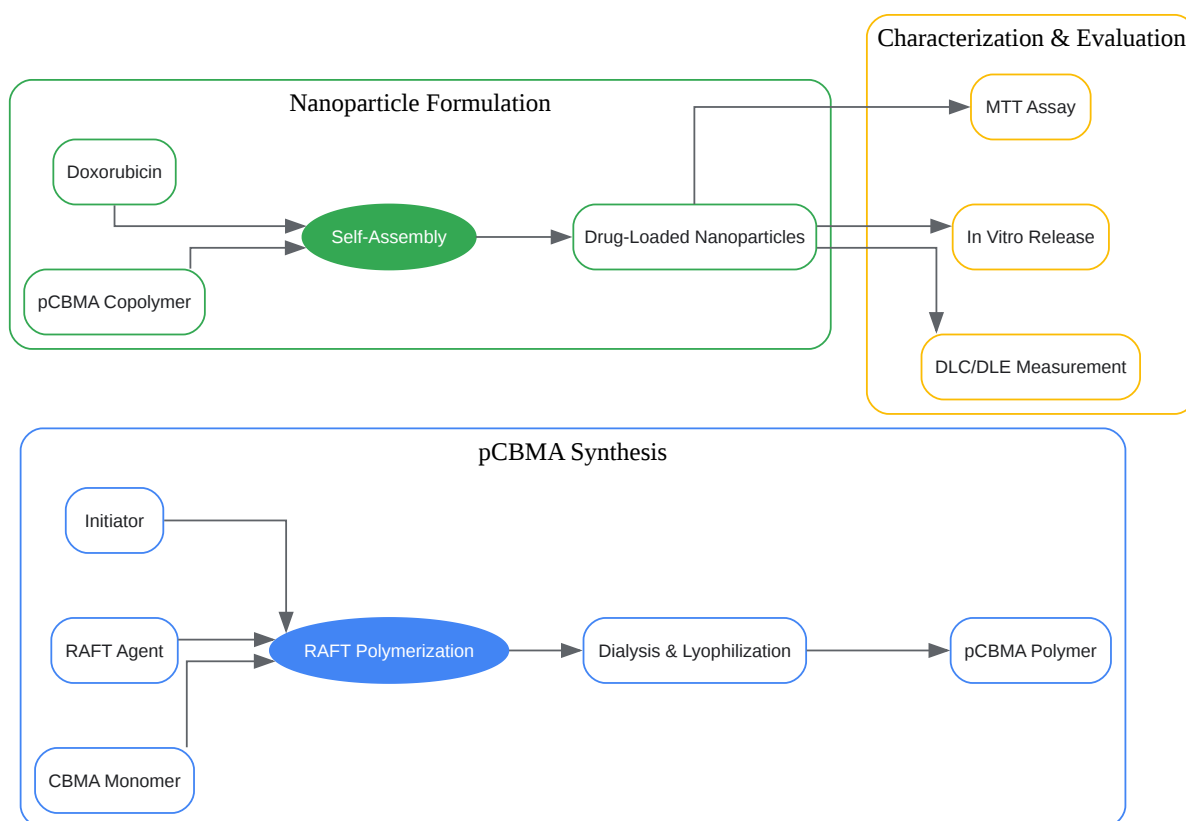 Characterization & Evaluation
Nanoparticle Formulation
MTT Assay
Doxorubicin
Self-Assembly
Drug-Loaded Nanoparticles
In Vitro Release
pCBMA Copolymer
DLC/DLE Measurement
pCBMA Synthesis
Initiator
RAFT Agent
RAFT Polymerization
Dialysis & Lyophilization
pCBMA Polymer
CBMA Monomer